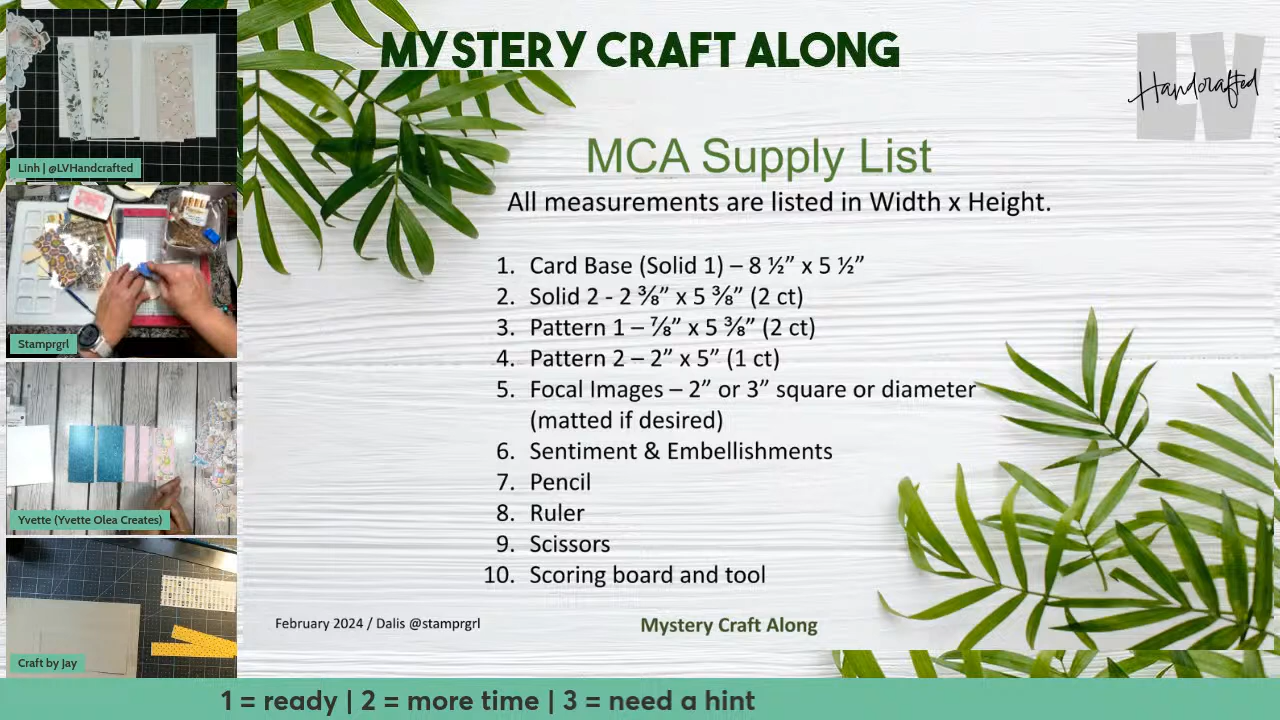 MYSTERY CRAFT ALONG
Handcrafted
MCA Supply List
All measurements are listed in Width x Height.
1. Card Base (Solid 1) – 8 ½” x 5 ½”
2. Solid 2 - 2 ⅜” x 5 ⅜” (2 ct)
3. Pattern 1 – ⅞” x 5 ⅜” (2 ct)
4. Pattern 2 – 2” x 5” (1 ct)
5. Focal Images – 2” or 3” square or diameter
(matted if desired)
6. Sentiment & Embellishments
7. Pencil
8. Ruler
9. Scissors
10. Scoring board and tool
February 2024 / Dalis @stamprgrl
Mystery Craft Along
Linh | @LVHandcrafted
Stamprgrl
Yvette (Yvette Olea Creates)
Craft by Jay
1 = ready | 2 = more time | 3 = need a hint